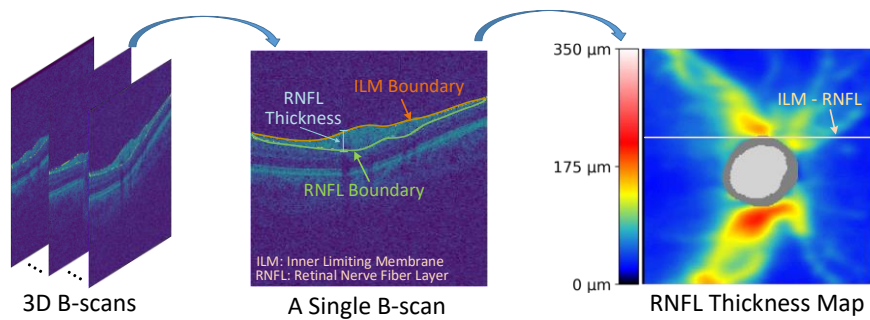 RNFL
Thickness
ILM Boundary
RNFL Boundary
ILM: Inner Limiting Membrane
RNFL: Retinal Nerve Fiber Layer
350 μm
175 μm
0 μm
ILM - RNFL
... ...
3D B-scans
A Single B-scan
RNFL Thickness Map